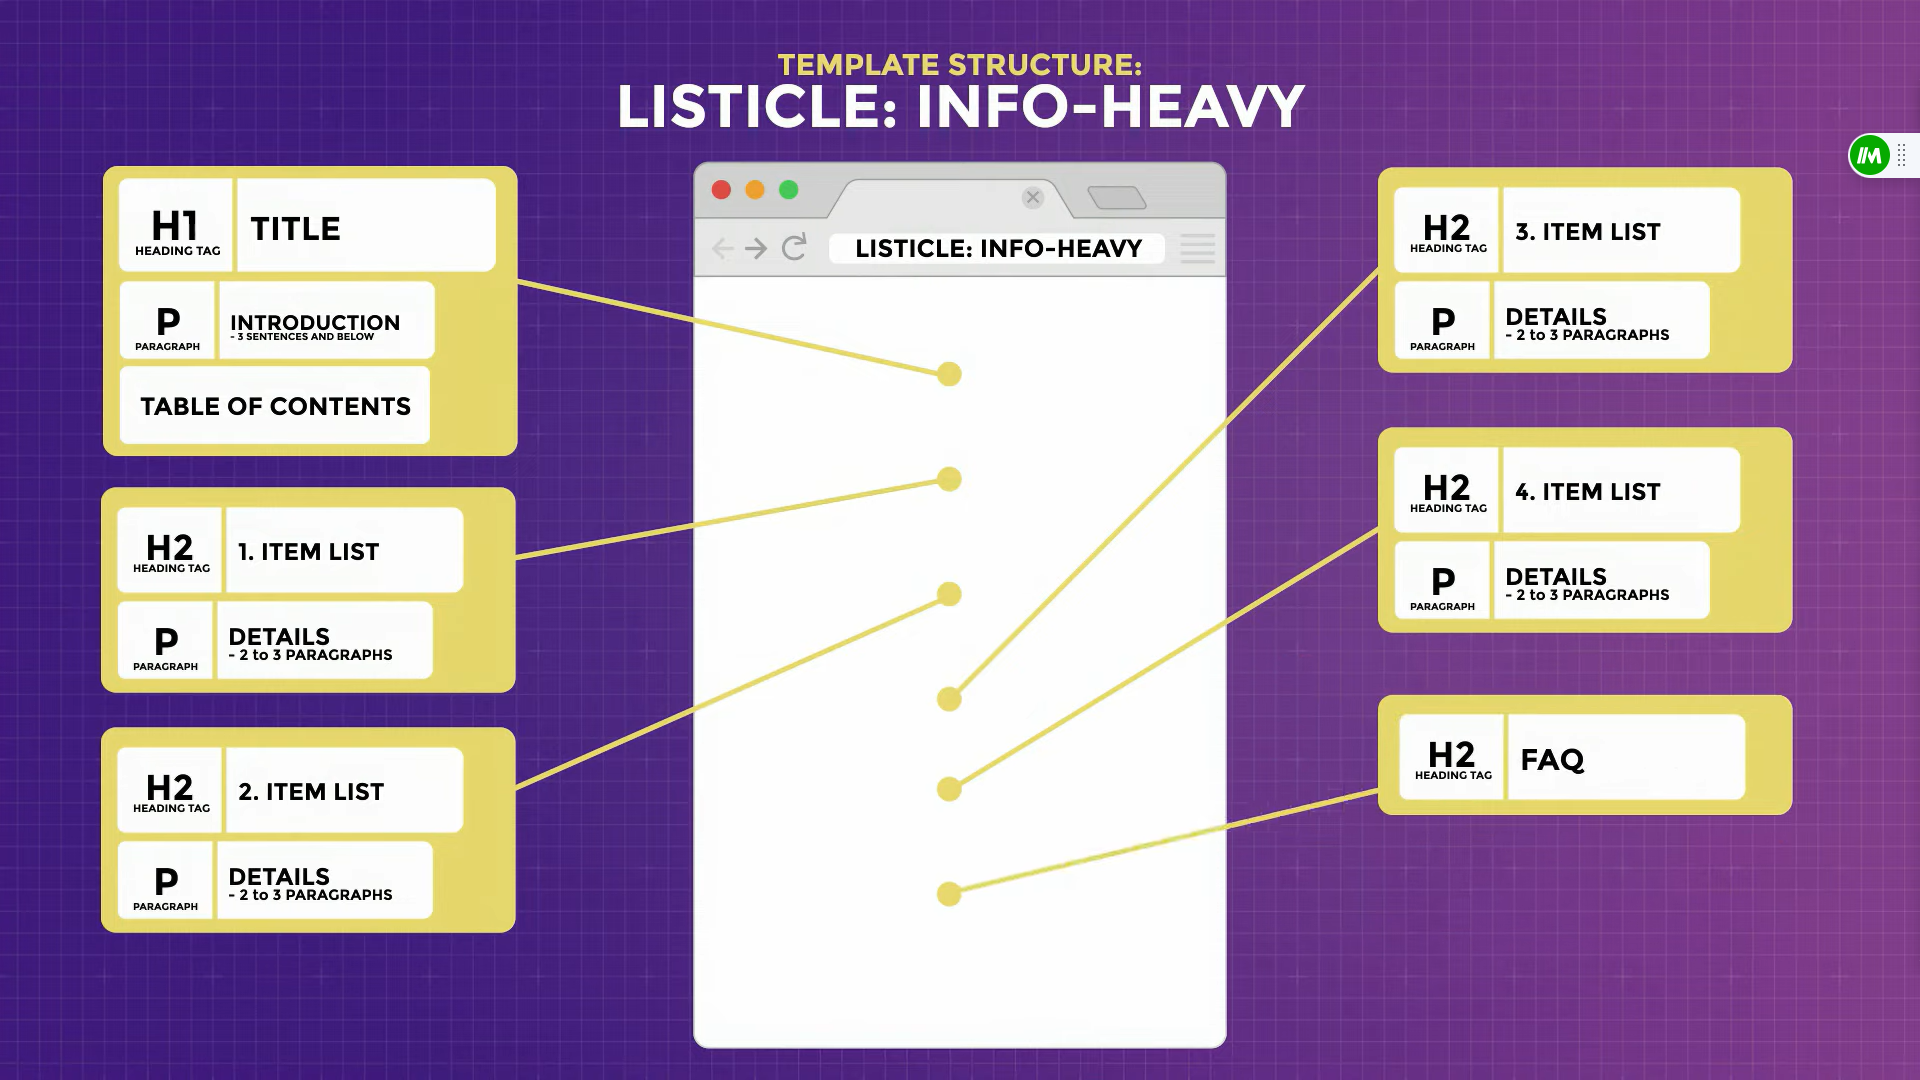 TEMPLATE STRUCTURE:
LISTICLE: INFO-HEAVY
H1
HEADING TAG
TITLE
P
PARAGRAPH
INTRODUCTION
- 3 SENTENCES AND BELOW
TABLE OF CONTENTS
H2
HEADING TAG
1. ITEM LIST
P
PARAGRAPH
DETAILS
- 2 to 3 PARAGRAPHS
H2
HEADING TAG
2. ITEM LIST
P
PARAGRAPH
DETAILS
- 2 to 3 PARAGRAPHS
LISTICLE: INFO-HEAVY
H2
HEADING TAG
3. ITEM LIST
P
PARAGRAPH
DETAILS
- 2 to 3 PARAGRAPHS
H2
HEADING TAG
4. ITEM LIST
P
PARAGRAPH
DETAILS
- 2 to 3 PARAGRAPHS
H2
HEADING TAG
FAQ